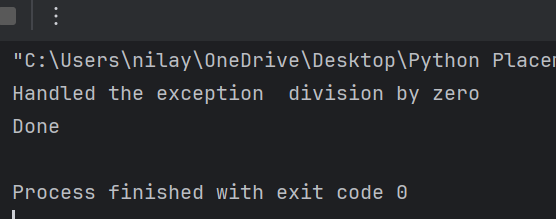 "C:\Users\nilay\OneDrive\Desktop\Python
Handled the exception  division by zero
Done
Process finished with exit code 0